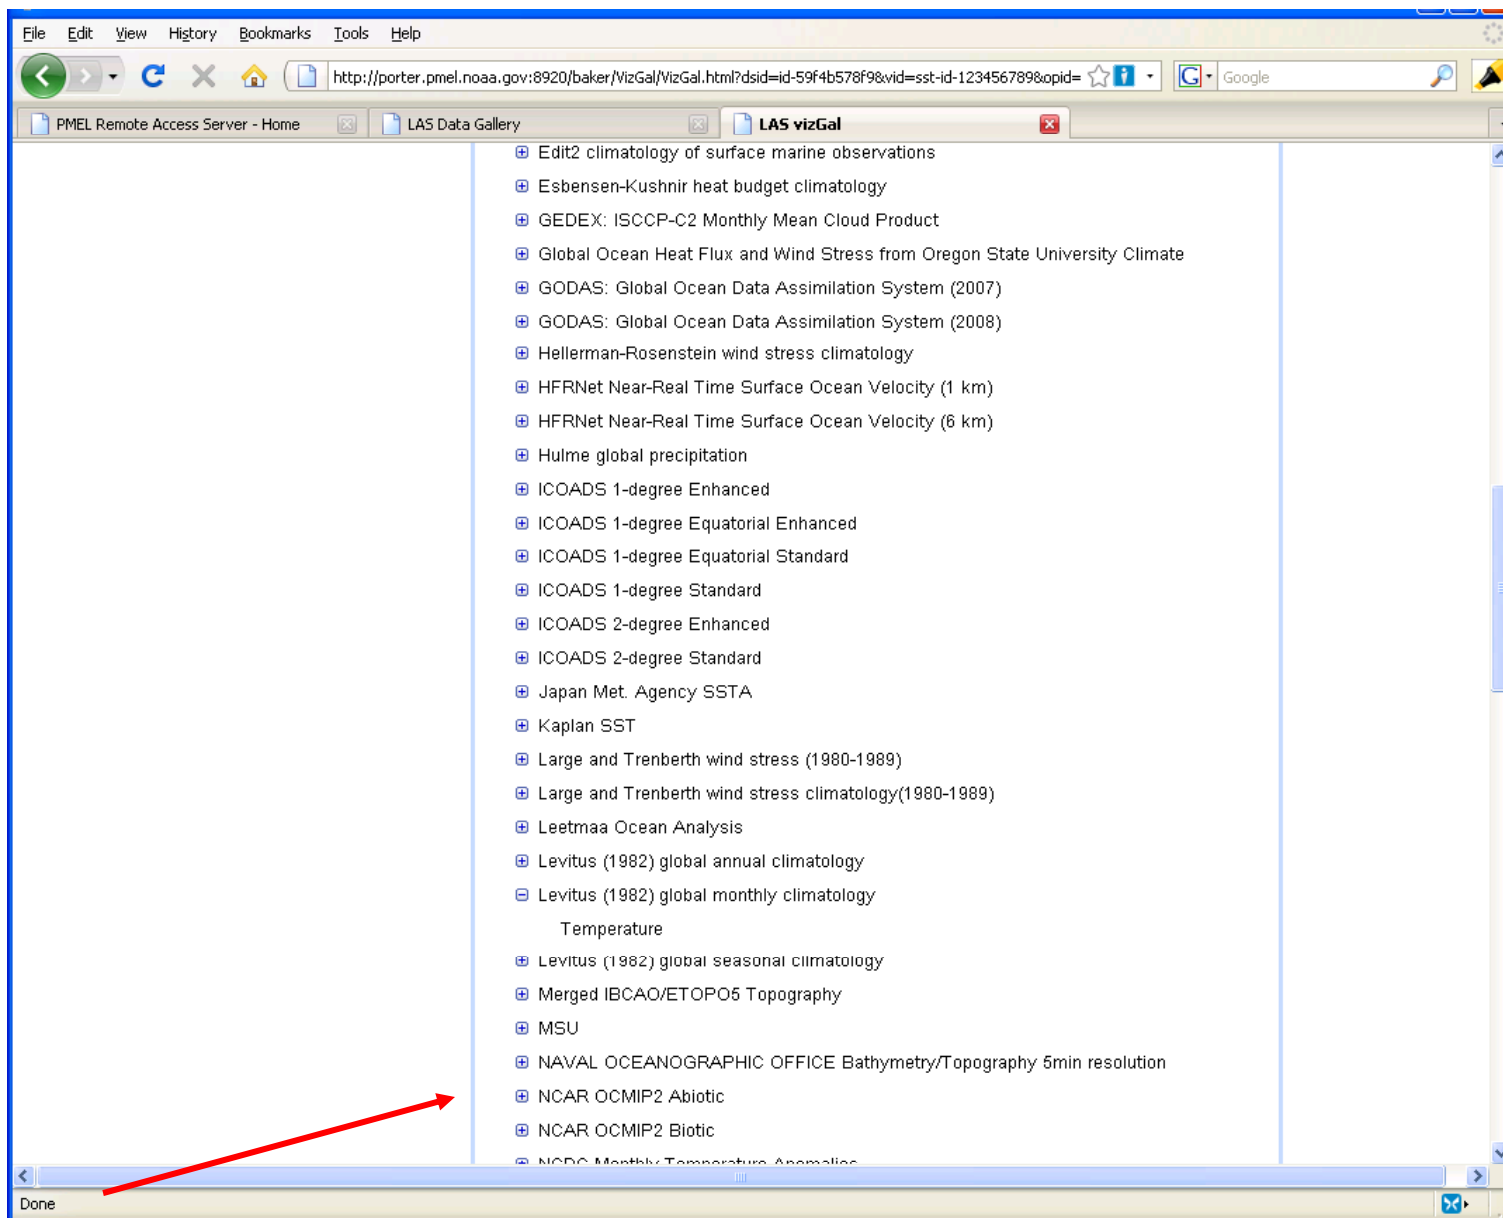 File Edit View History Bookmarks Tools Help
http://porter.pmel.noaa.gov:8920/baker/VizGal/VizGal.html?dsid=id-59f4b578f9&vid=sst-id-123456789&opid= G Google
PMEL Remote Access Server - Home LAS Data Gallery LAS vizGal
Edit2 climatology of surface marine observations
Esbensen-Kushnir heat budget climatology
GEDEX: ISCCP-C2 Monthly Mean Cloud Product
Global Ocean Heat Flux and Wind Stress from Oregon State University Climate
GODAS: Global Ocean Data Assimilation System (2007)
GODAS: Global Ocean Data Assimilation System (2008)
Hellerman-Rosenstein wind stress climatology
HFRNet Near-Real Time Surface Ocean Velocity (1 km)
HFRNet Near-Real Time Surface Ocean Velocity (6 km)
Hulme global precipitation
ICOADS 1-degree Enhanced
ICOADS 1-degree Equatorial Enhanced
ICOADS 1-degree Equatorial Standard
ICOADS 1-degree Standard
ICOADS 2-degree Enhanced
ICOADS 2-degree Standard
Japan Met. Agency SSTA
Kaplan SST
Large and Trenberth wind stress (1980-1989)
Large and Trenberth wind stress climatology(1980-1989)
Leetmaa Ocean Analysis
Levitus (1982) global annual climatology
Levitus (1982) global monthly climatology
Temperature
Levitus (1982) global seasonal climatology
Merged IBCAO/ETOPO5 Topography
MSU
NAVAL OCEANOGRAPHIC OFFICE Bathymetry/Topography 5min resolution
NCAR OCMIP2 Abiotic
NCAR OCMIP2 Biotic
NCDC Monthly Temperature Anomalies
Done